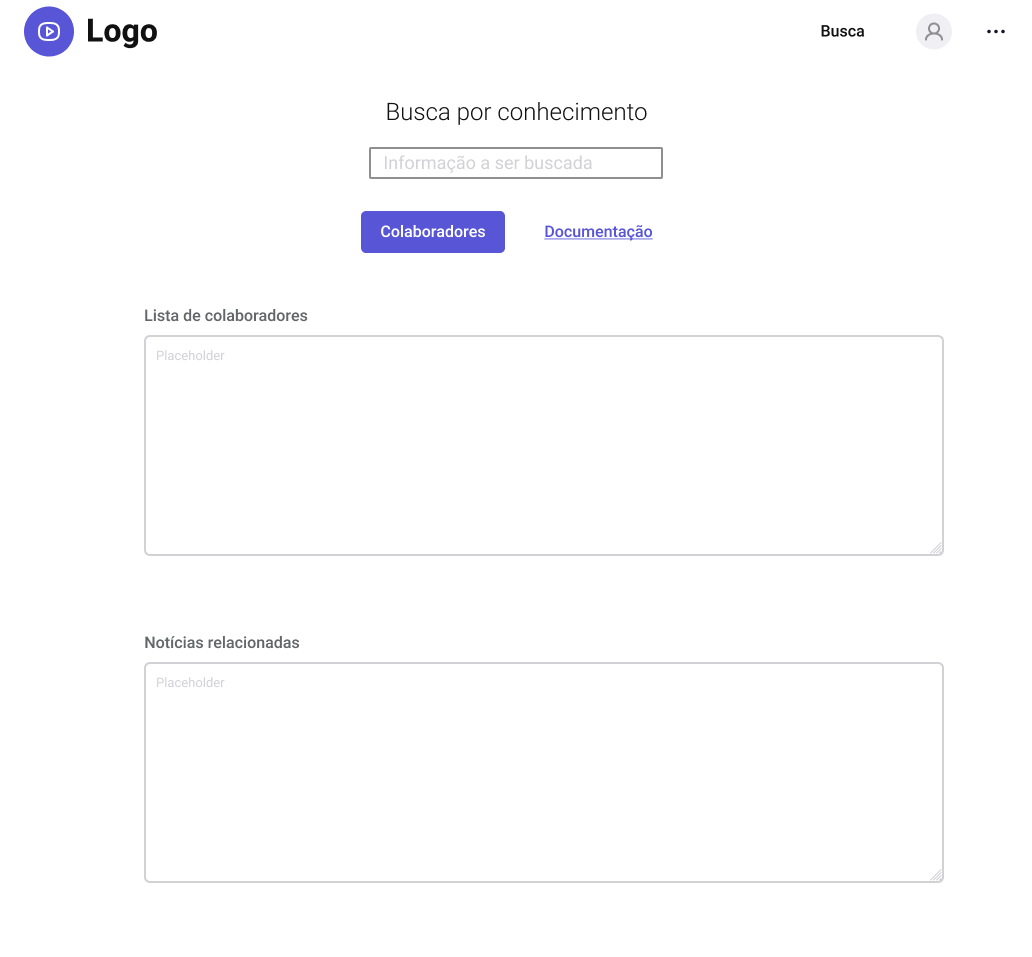 Logo
Busca
Busca por conhecimento
Informação a ser buscada
Colaboradores
Documentação
Lista de colaboradores
Placeholder
Notícias relacionadas
Placeholder